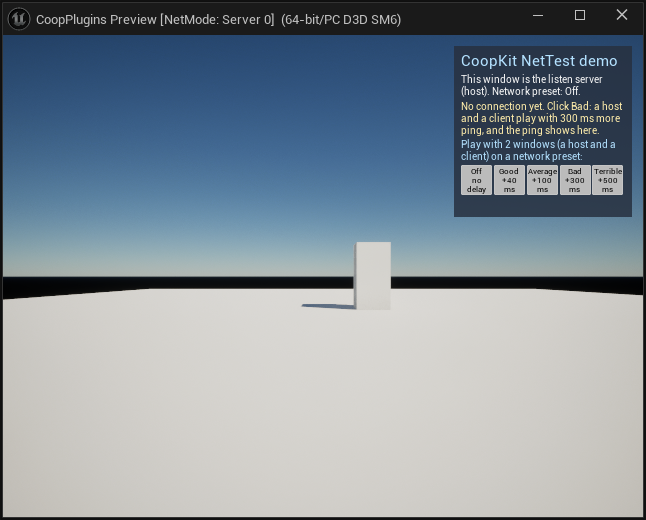 CoopPlugins Preview [NetMode: Server 0]  (64-bit/PC D3D SM6)
CoopKit NetTest demo
This window is the listen server
(host). Network preset: Off.
No connection yet. Click Bad: a host
and a client play with 300 ms more
ping, and the ping shows here.
Play with 2 windows (a host and a
client) on a network preset:
Off
no
delay
Good
+40
ms
Average
+100
ms
Bad
+300
ms
Terrible
+500
ms